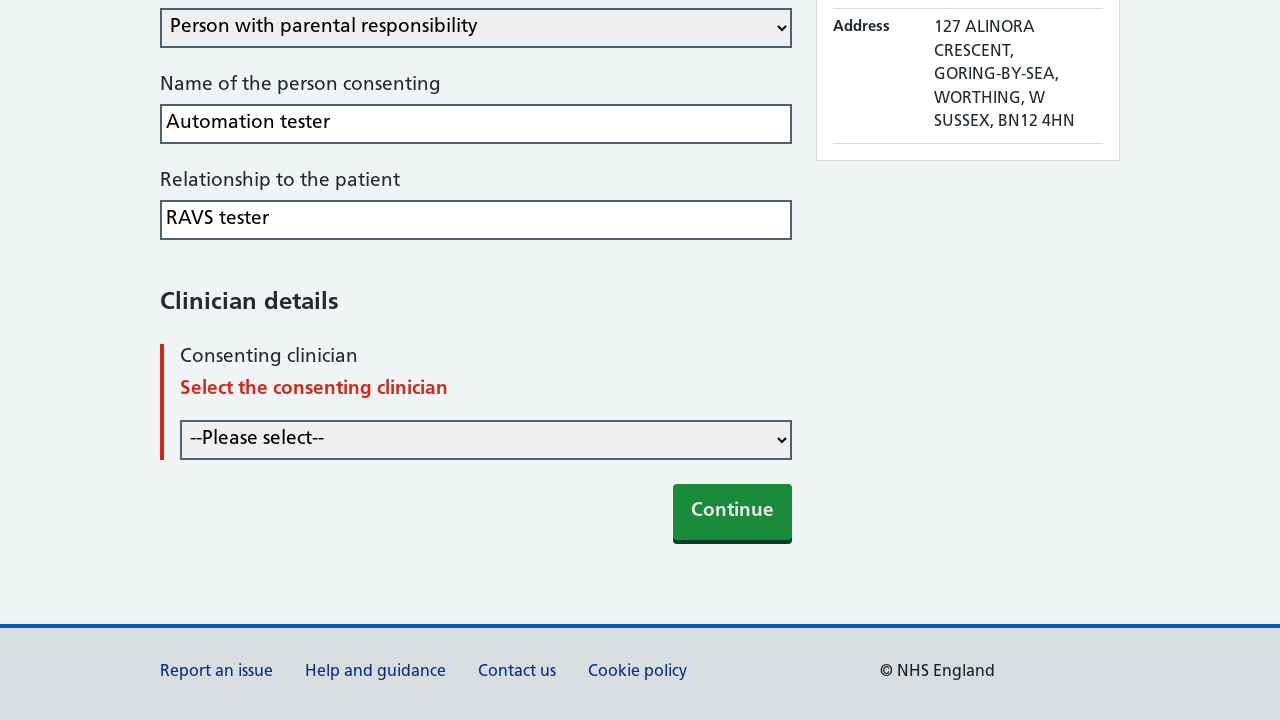 Person with parental responsibility
Name of the person consenting
Automation tester
Relationship to the patient
RAVS tester
Clinician details
Consenting clinician
Select the consenting clinician
--Please select--
Continue
Address
127 ALINORA
CRESCENT,
GORING-BY-SEA,
WORTHING, W
SUSSEX, BN12 4HN
Report an issue
Help and guidance
Contact us
Cookie policy
© NHS England